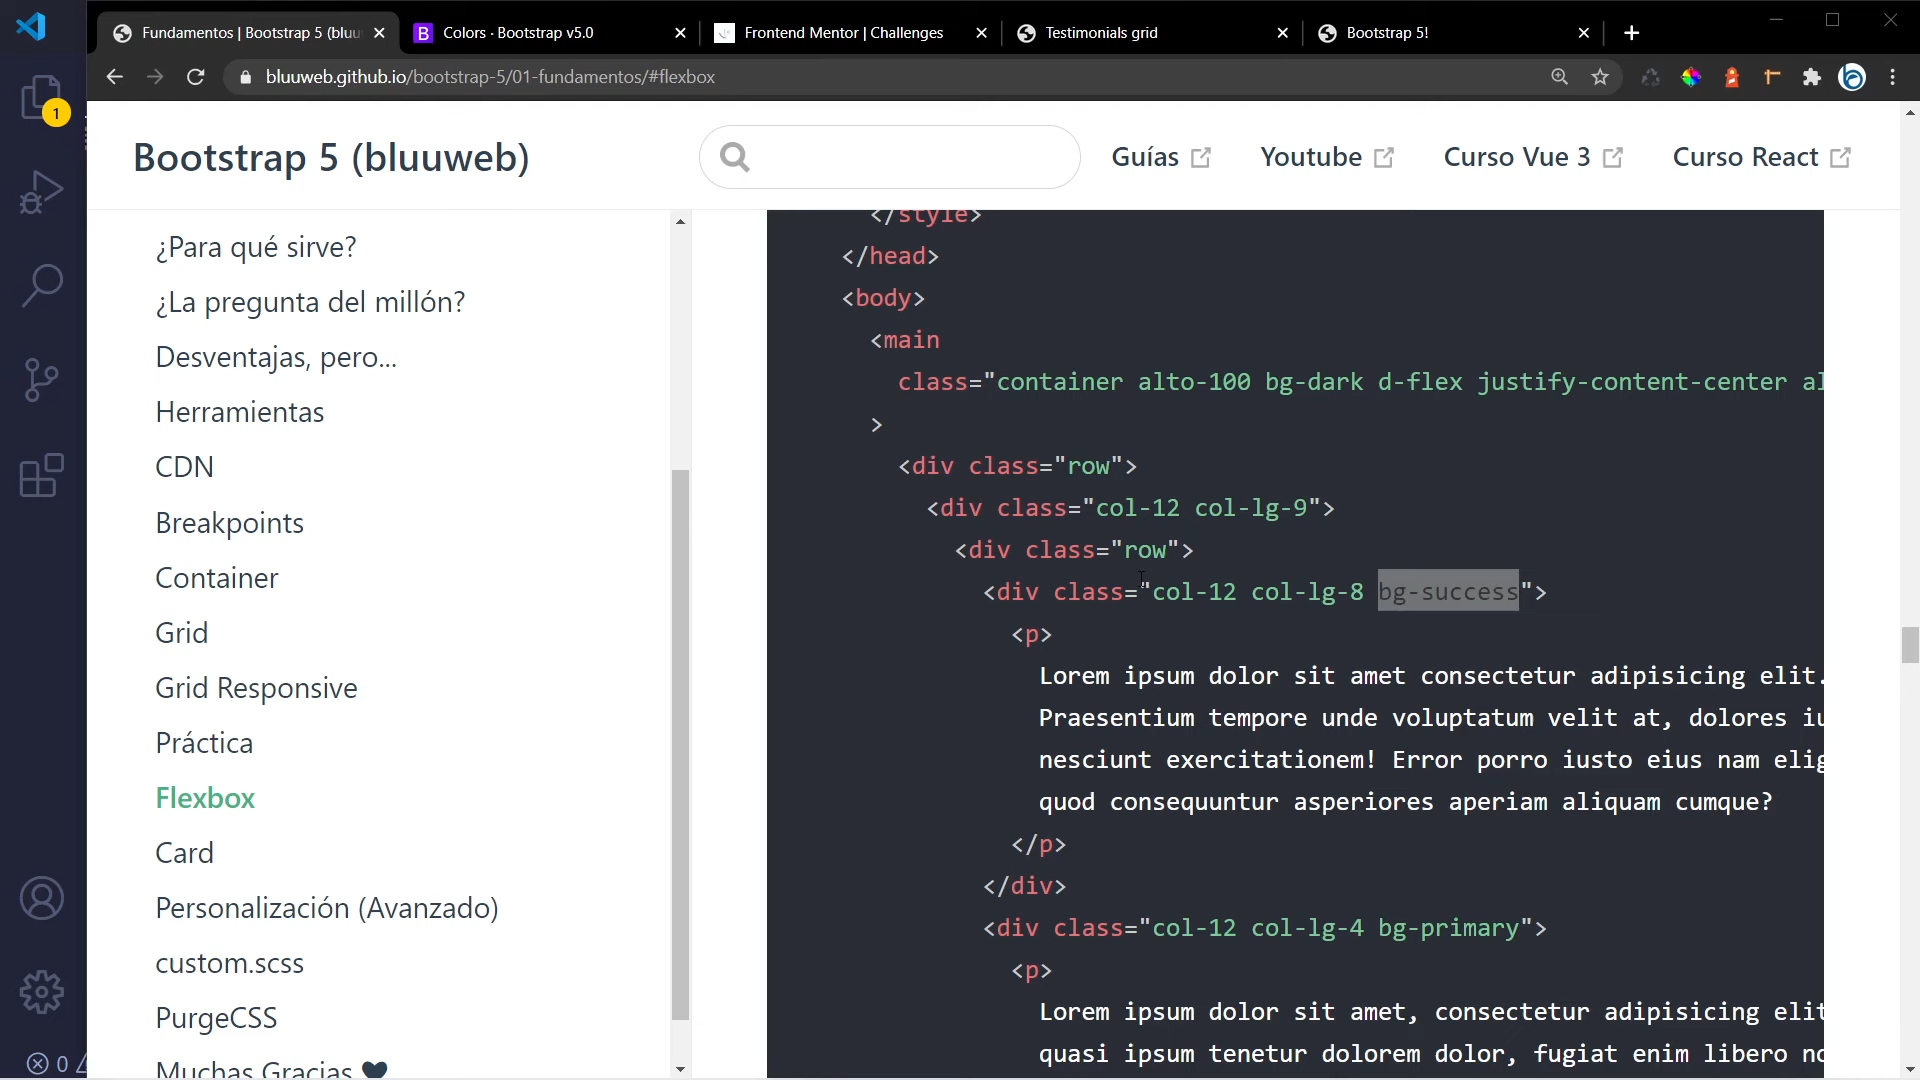 Fundamentos | Bootstrap 5 (bluu
Colors · Bootstrap v5.0
Frontend Mentor | Challenges
Testimonials grid
Bootstrap 5!
bluuweb.github.io/bootstrap-5/01-fundamentos/#flexbox
1
Bootstrap 5 (bluuweb)
Guías
Youtube
Curso Vue 3
Curso React
¿Para qué sirve?
¿La pregunta del millón?
Desventajas, pero...
Herramientas
CDN
Breakpoints
Container
Grid
Grid Responsive
Práctica
Flexbox
Card
Personalización (Avanzado)
custom.scss
PurgeCSS
Muchas Gracias
0
</style>
</head>
<body>
<main
class="container alto-100 bg-dark d-flex justify-content-center al
>
<div class="row">
<div class="col-12 col-lg-9">
<div class="row">
<div class="col-12 col-lg-8 bg-success">
<p>
Lorem ipsum dolor sit amet consectetur adipisicing elit.
Praesentium tempore unde voluptatum velit at, dolores iu
nesciunt exercitationem! Error porro iusto eius nam elig
quod consequuntur asperiores aperiam aliquam cumque?
</p>
</div>
<div class="col-12 col-lg-4 bg-primary">
<p>
Lorem ipsum dolor sit amet, consectetur adipisicing elit
quasi ipsum tenetur dolorem dolor, fugiat enim libero no